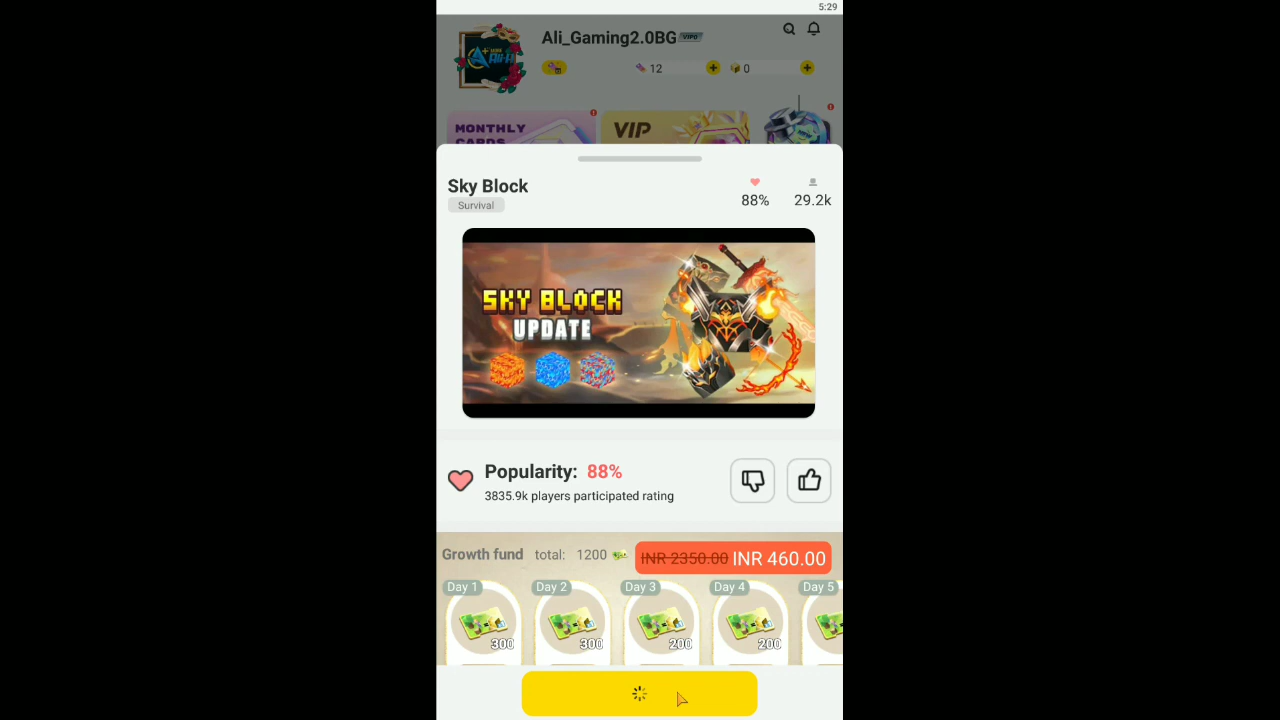 5:29
Ali_Gaming2.0BG
12
0
MONTHLY
CARDS
VIP
Sky Block
Survival
88%
29.2k
SKY BLOCK
UPDATE
Popularity: 88%
3835.9k players participated rating
Growth fund total: 1200 INR 2350.00 INR 460.00
Day 1
Day 2
Day 3
Day 4
Day 5
300
300
200
200